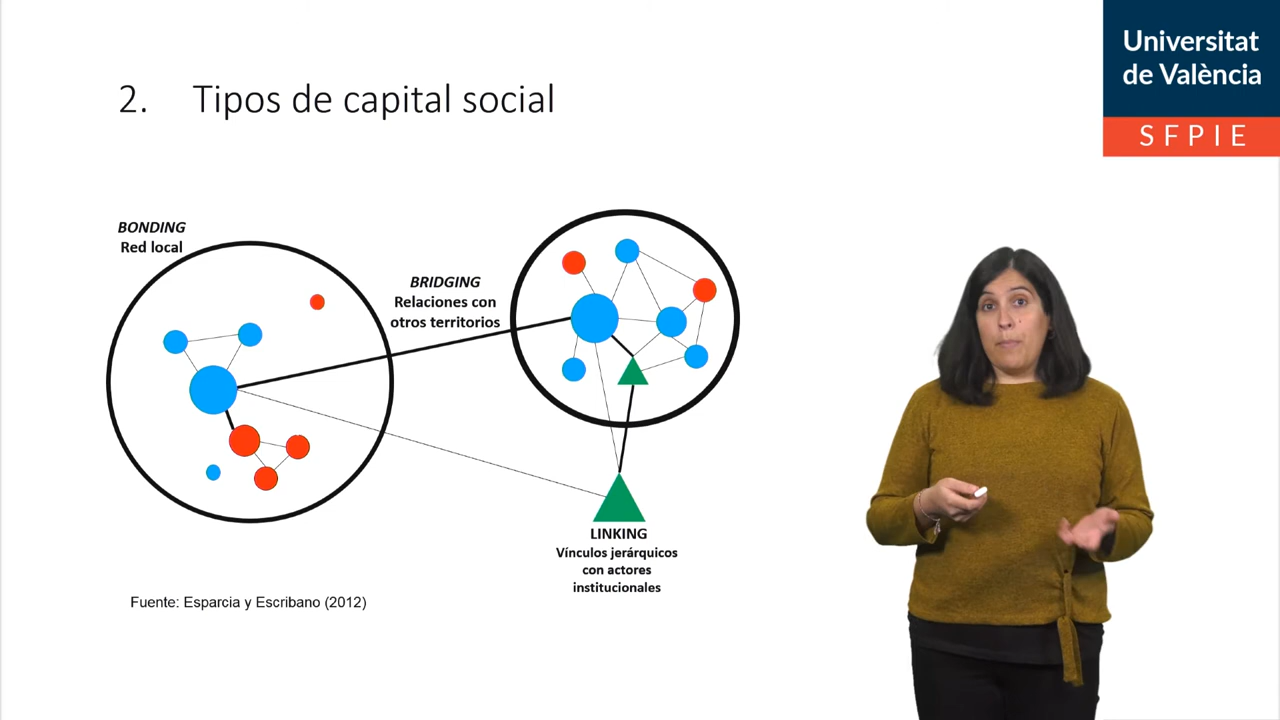 Universitat
de València
SFPIE
2. Tipos de capital social
BONDING
Red local
BRIDGING
Relaciones con
otros territorios
LINKING
Vínculos jerárquicos
con actores
institucionales
Fuente: Esparcia y Escribano (2012)